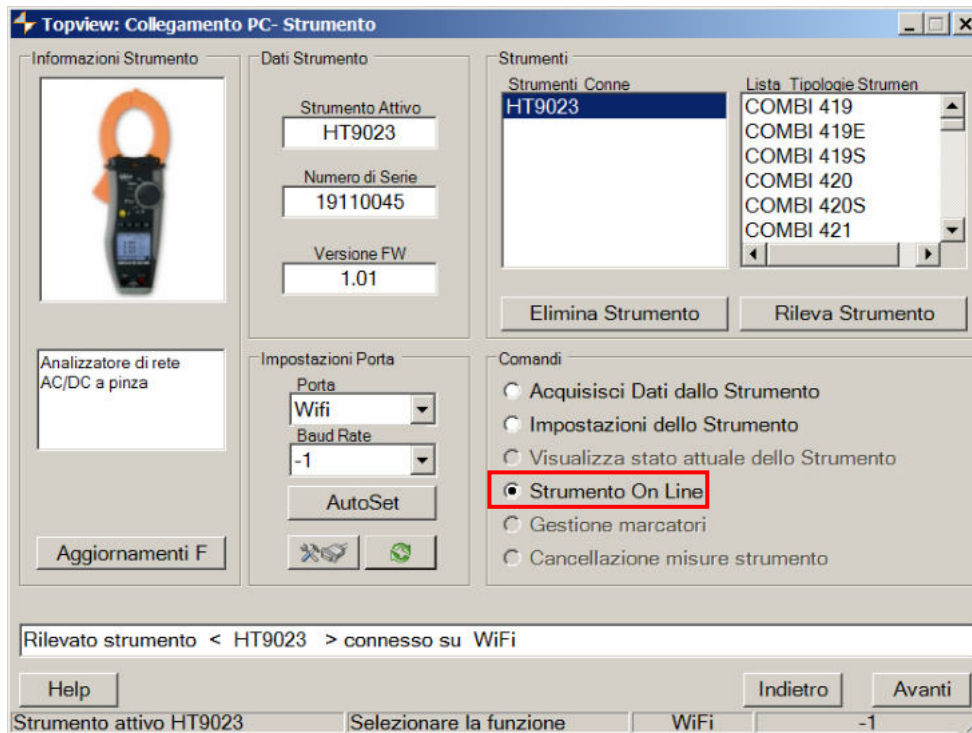 Topview: Collegamento PC- Strumento
Informazioni Strumento
Analizzatore di rete
AC/DC a pinza
Aggiornamenti F
Dati Strumento
Strumento Attivo
HT9023
Numero di Serie
19110045
Versione FW
1.01
Impostazioni Porta
Porta
Wifi
Baud Rate
-1
AutoSet
Strumenti
Strumenti Conne
HT9023
Lista Tipologie Strumen
COMBI 419
COMBI 419E
COMBI 419S
COMBI 420
COMBI 420S
COMBI 421
Elimina Strumento
Rileva Strumento
Comandi
Acquisisci Dati dallo Strumento
Impostazioni dello Strumento
Visualizza stato attuale dello Strumento
Strumento On Line
Gestione marcatori
Cancellazione misure strumento
Rilevato strumento < HT9023 > connesso su WiFi
Help
Indietro
Avanti
Strumento attivo HT9023
Selezionare la funzione
WiFi
-1